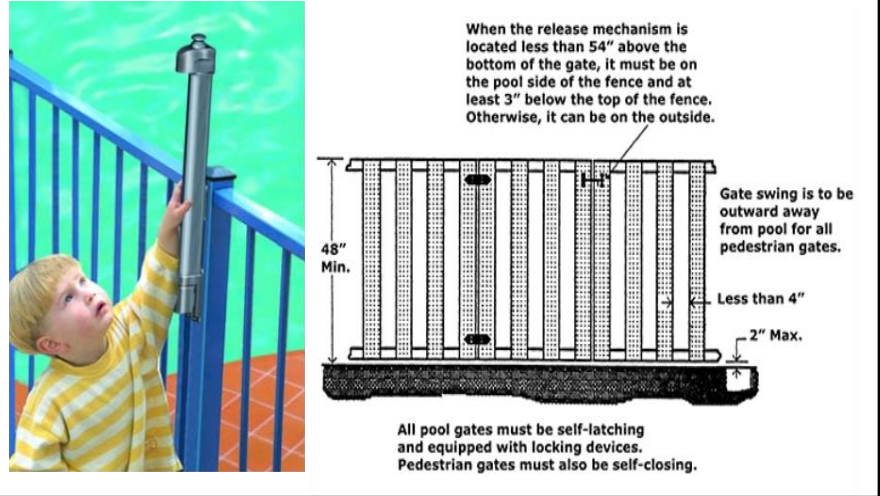 When the release mechanism is
located less than 54" above the
bottom of the gate, it must be on
the pool side of the fence and at
least 3" below the top of the fence.
Otherwise, it can be on the outside.
Gate swing is to be
outward away
from pool for all
pedestrian gates.
48"
Min.
Less than 4"
2" Max.
All pool gates must be self-latching
and equipped with locking devices.
Pedestrian gates must also be self-closing.